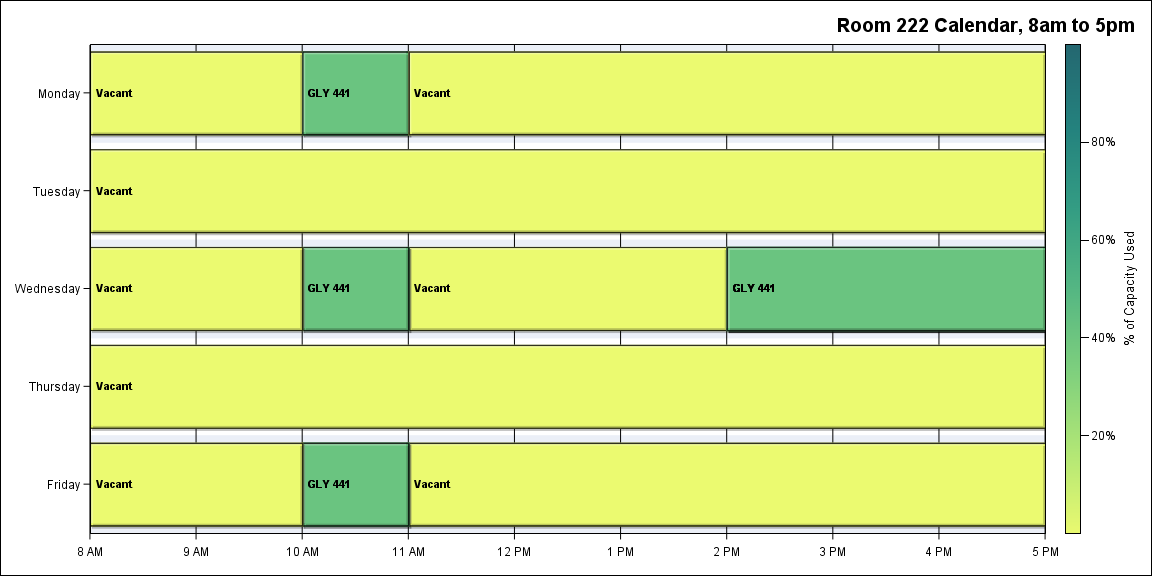 Room 222 Calendar, 8am to 5pm
Monday
Vacant
GLY 441
Vacant
Tuesday
Vacant
Wednesday
Vacant
GLY 441
Vacant
GLY 441
Thursday
Vacant
Friday
Vacant
GLY 441
Vacant
8 AM
9 AM
10 AM
11 AM
12 PM
1 PM
2 PM
3 PM
4 PM
5 PM
80%
60%
40%
20%
% of Capacity Used